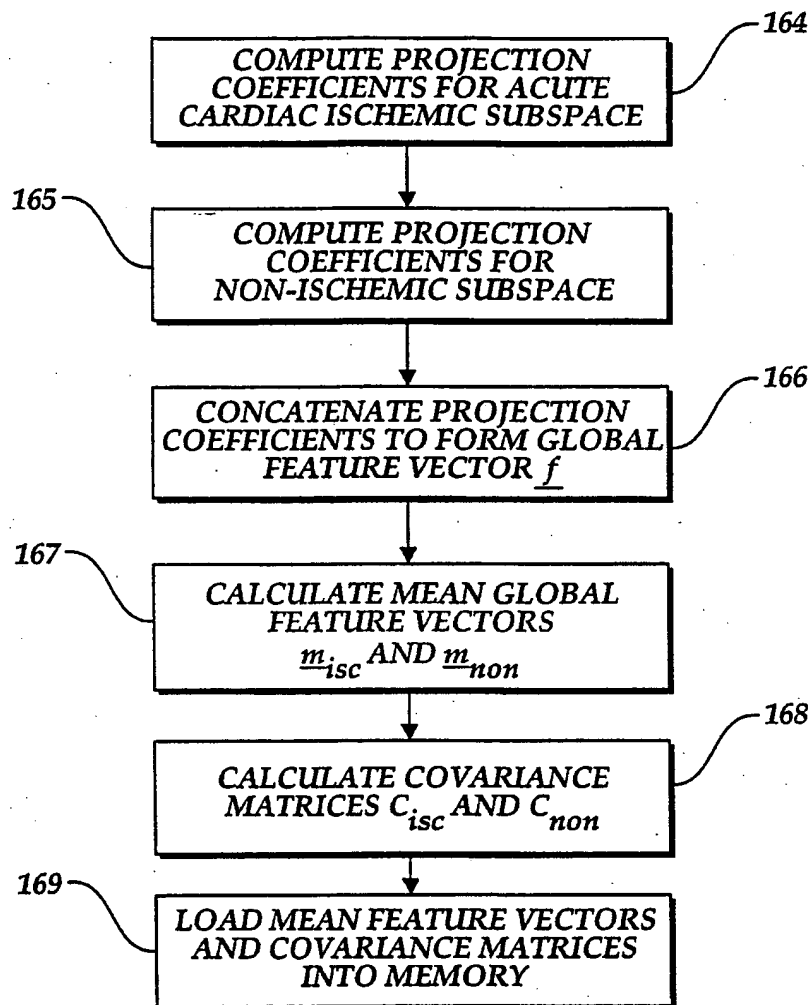 164
COMPUTE PROJECTION
COEFFICIENTS FOR ACUTE
CARDIAC ISCHEMIC SUBSPACE
165
COMPUTE PROJECTION
COEFFICIENTS FOR
NON-ISCHEMIC SUBSPACE
166
CONCATENATE PROJECTION
COEFFICIENTS TO FORM GLOBAL
FEATURE VECTOR f
167
CALCULATE MEAN GLOBAL
FEATURE VECTORS
m_isc AND m_non
168
CALCULATE COVARIANCE
MATRICES C_isc AND C_non
169
LOAD MEAN FEATURE VECTORS
AND COVARIANCE MATRICES
INTO MEMORY